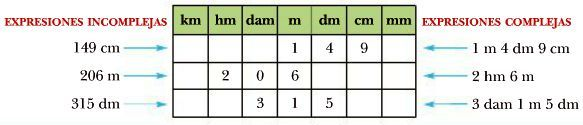 EXPRESIONES INCOMPLEJAS km hm dam m dm cm mm EXPRESIONES COMPLEJAS
149 cm 1 4 9 1 m 4 dm 9 cm
206 m 2 0 6 2 hm 6 m
315 dm 3 1 5 3 dam 1 m 5 dm